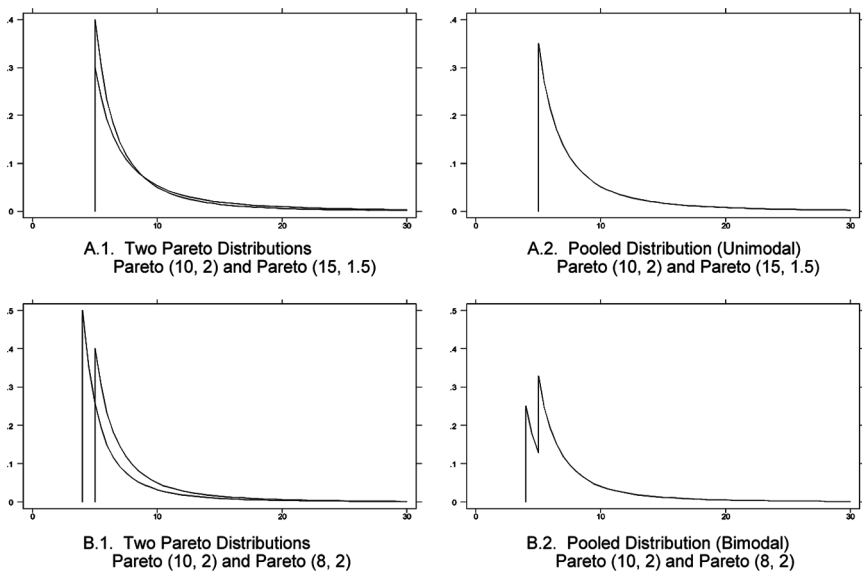 .4
.3
.2
.1
0
0 10 20 30
A.1. Two Pareto Distributions
Pareto (10, 2) and Pareto (15, 1.5)
.4
.3
.2
.1
0
0 10 20 30
A.2. Pooled Distribution (Unimodal)
Pareto (10, 2) and Pareto (15, 1.5)
.5
.4
.3
.2
.1
0
0 10 20 30
B.1. Two Pareto Distributions
Pareto (10, 2) and Pareto (8, 2)
.5
.4
.3
.2
.1
0
0 10 20 30
B.2. Pooled Distribution (Bimodal)
Pareto (10, 2) and Pareto (8, 2)